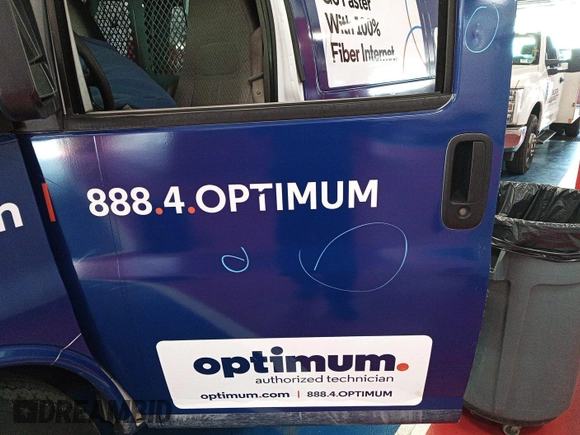 Go Faster
With 100%
Fiber Internet.
m
888.4.OPTIMUM
optimum.
authorized technician
optimum.com | 888.4.OPTIMUM
DREAMBID